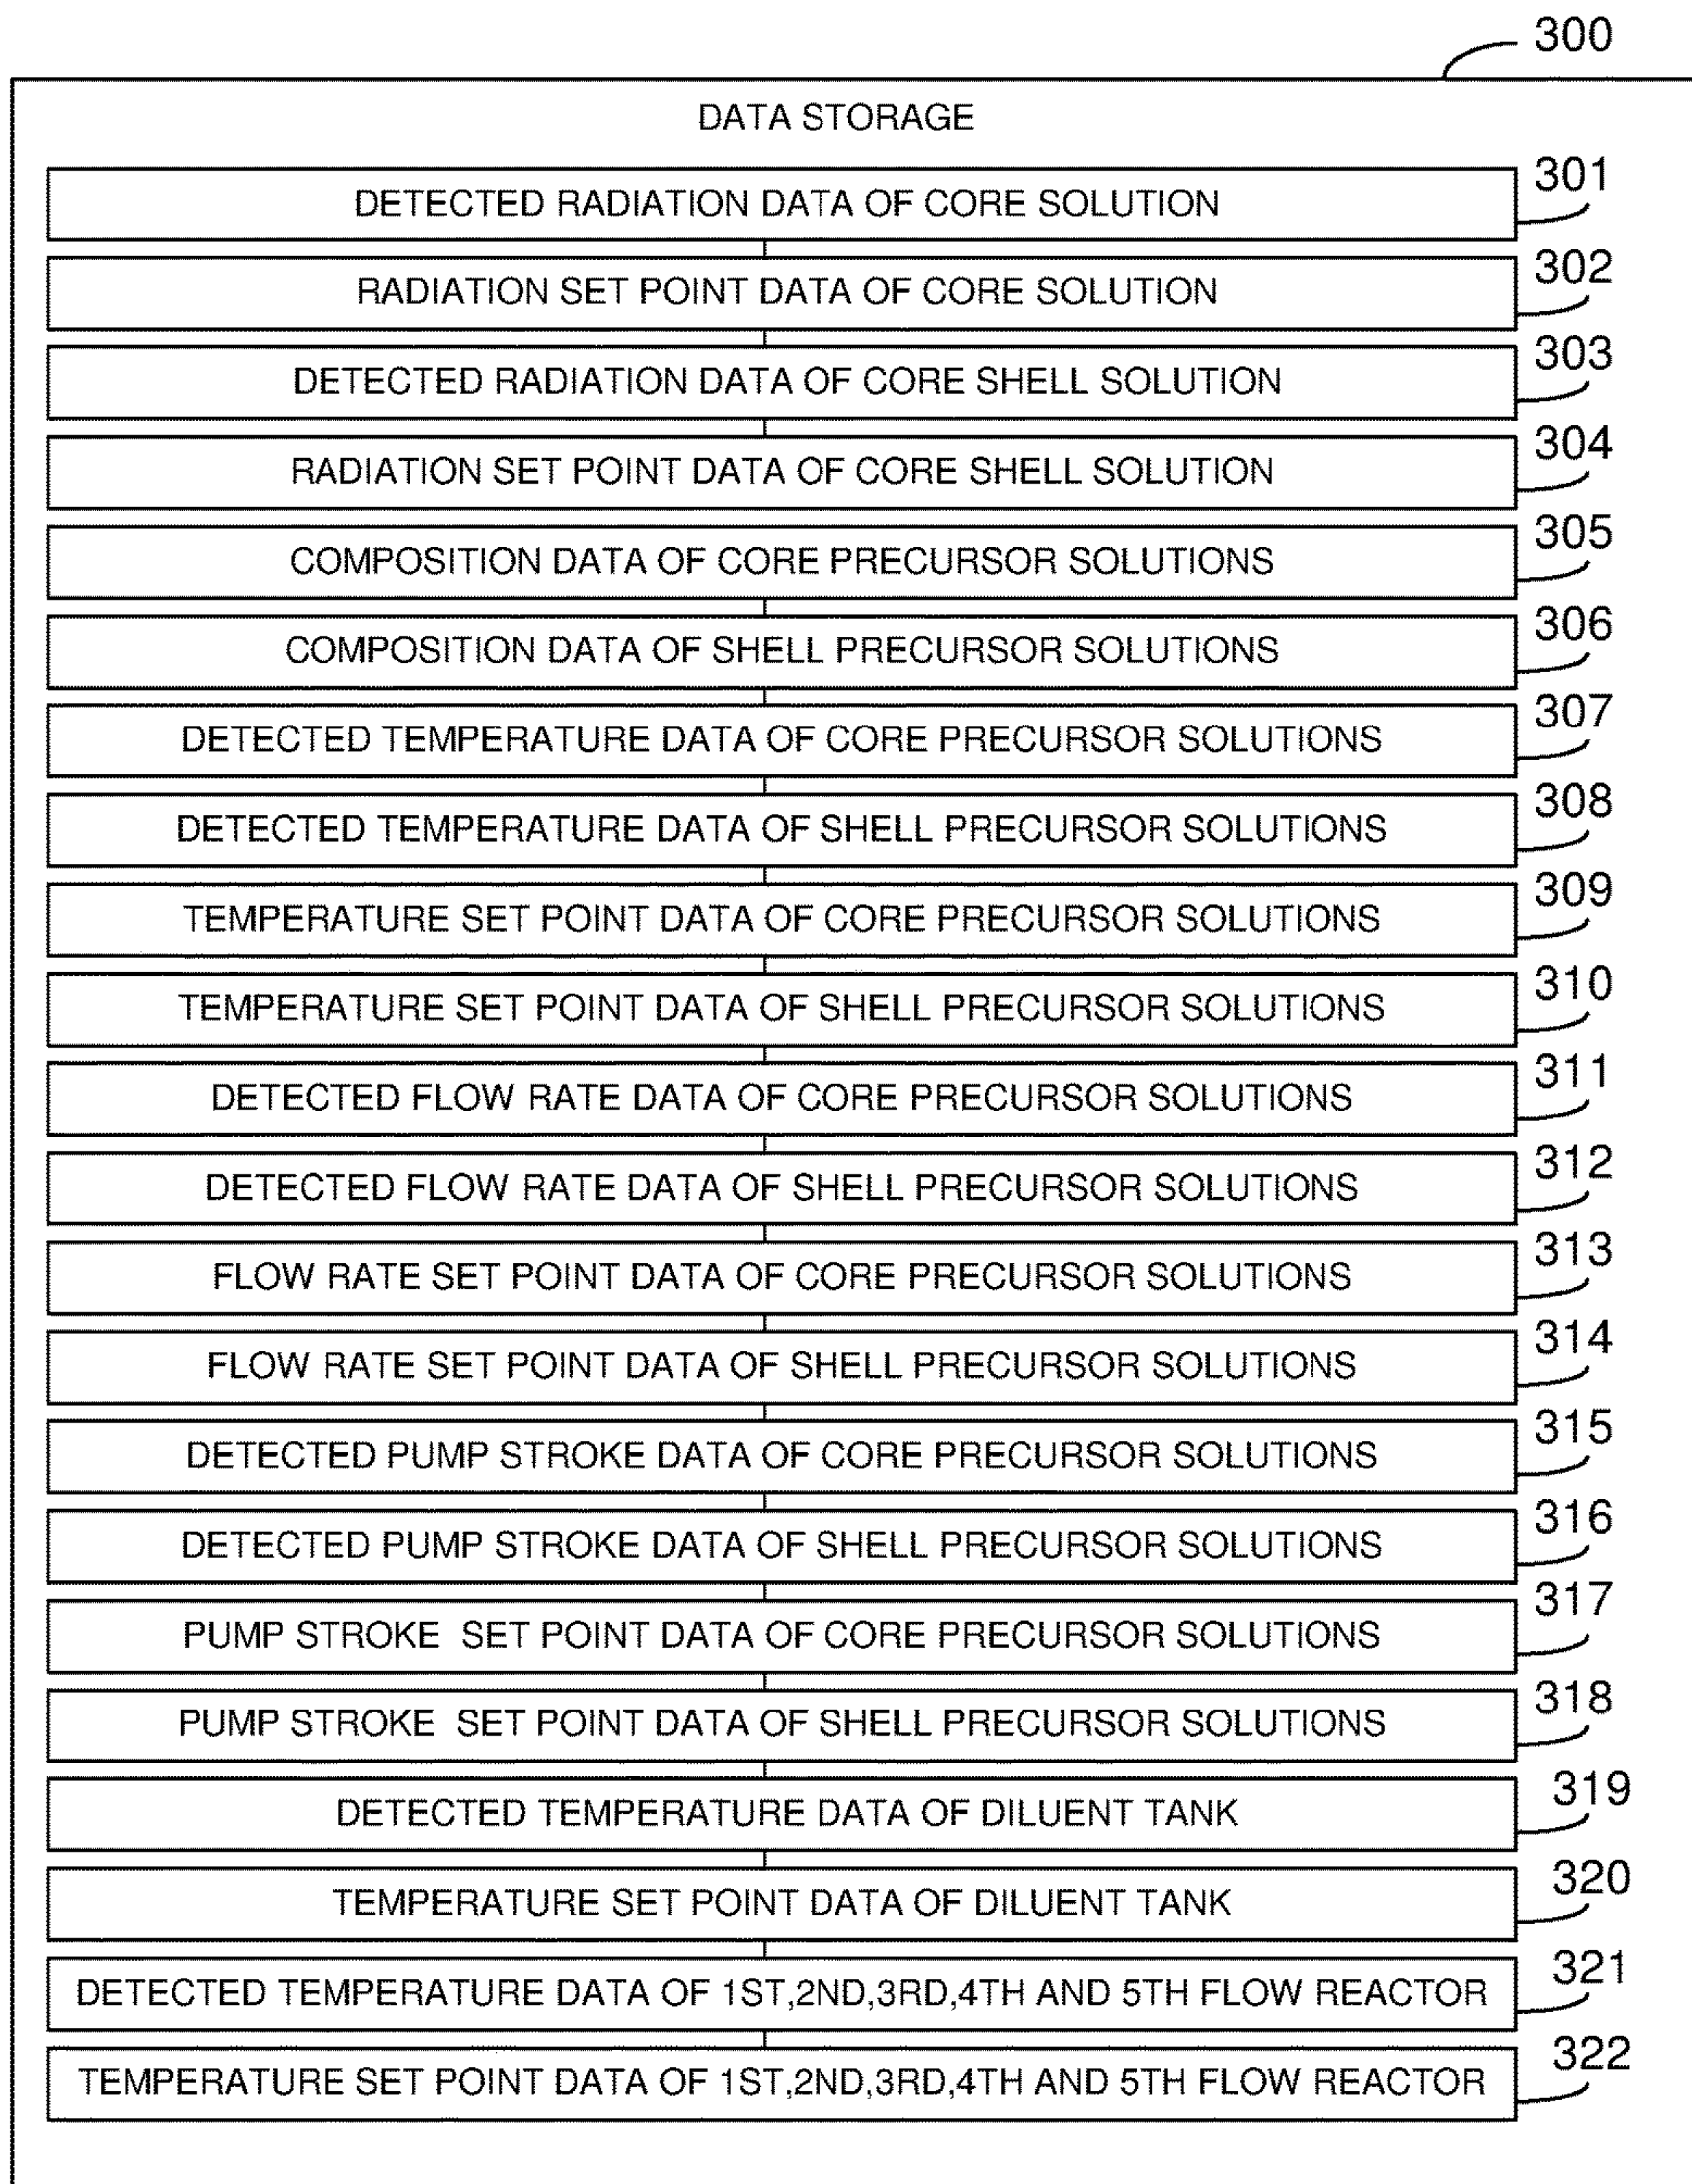 300
DATA STORAGE
301
DETECTED RADIATION DATA OF CORE SOLUTION
302
RADIATION SET POINT DATA OF CORE SOLUTION
303
DETECTED RADIATION DATA OF CORE SHELL SOLUTION
304
RADIATION SET POINT DATA OF CORE SHELL SOLUTION
305
COMPOSITION DATA OF CORE PRECURSOR SOLUTIONS
306
COMPOSITION DATA OF SHELL PRECURSOR SOLUTIONS
307
DETECTED TEMPERATURE DATA OF CORE PRECURSOR SOLUTIONS
308
DETECTED TEMPERATURE DATA OF SHELL PRECURSOR SOLUTIONS
309
TEMPERATURE SET POINT DATA OF CORE PRECURSOR SOLUTIONS
310
TEMPERATURE SET POINT DATA OF SHELL PRECURSOR SOLUTIONS
311
DETECTED FLOW RATE DATA OF CORE PRECURSOR SOLUTIONS
312
DETECTED FLOW RATE DATA OF SHELL PRECURSOR SOLUTIONS
313
FLOW RATE SET POINT DATA OF CORE PRECURSOR SOLUTIONS
314
FLOW RATE SET POINT DATA OF SHELL PRECURSOR SOLUTIONS
315
DETECTED PUMP STROKE DATA OF CORE PRECURSOR SOLUTIONS
316
DETECTED PUMP STROKE DATA OF SHELL PRECURSOR SOLUTIONS
317
PUMP STROKE SET POINT DATA OF CORE PRECURSOR SOLUTIONS
318
PUMP STROKE SET POINT DATA OF SHELL PRECURSOR SOLUTIONS
319
DETECTED TEMPERATURE DATA OF DILUENT TANK
320
TEMPERATURE SET POINT DATA OF DILUENT TANK
321
DETECTED TEMPERATURE DATA OF 1ST,2ND,3RD,4TH AND 5TH FLOW REACTOR
322
TEMPERATURE SET POINT DATA OF 1ST,2ND,3RD,4TH AND 5TH FLOW REACTOR